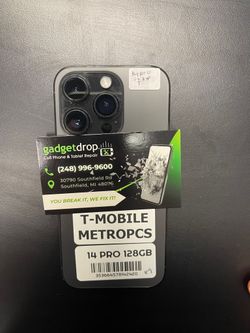 gadgetdrop
Cell Phone & Tablet Repair
(248) 996-9600
30790 Southfield Rd
Southfield, MI 48076
YOU BREAK IT, WE FIX IT!
T-MOBILE
METROPCS
14 PRO 128GB